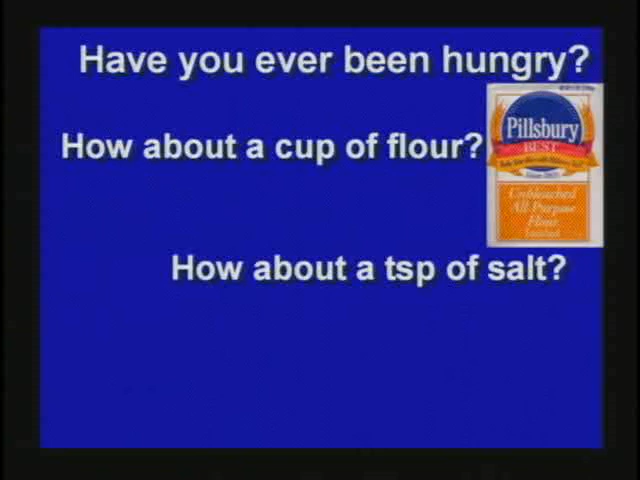 Have you ever been hungry?
How about a cup of flour?
Pillsbury
BEST
Unbleached
All Purpose
Flour
How about a tsp of salt?